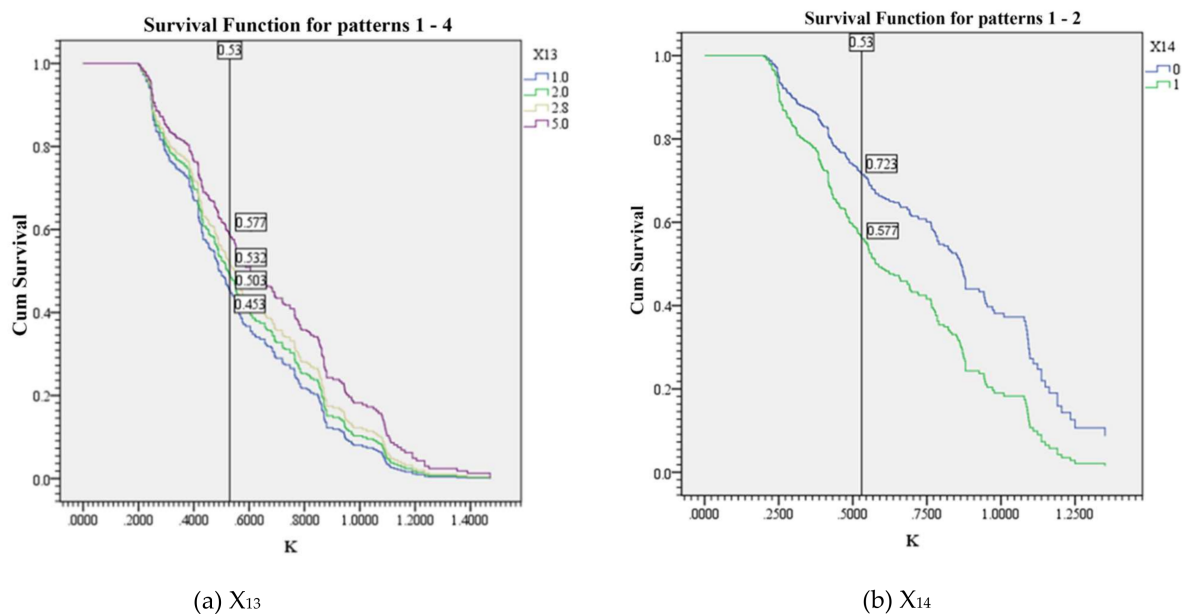 Survival Function for patterns 1 - 4
0.53
X13
1.0
2.0
2.8
5.0
1.0
0.8
0.6
0.4
0.2
0.0
Cum Survival
0.577
0.532
0.503
0.453
.0000 .2000 .4000 .6000 .8000 1.0000 1.2000 1.4000
K
(a) X13
Survival Function for patterns 1 - 2
0.53
X14
0
1
1.0
0.8
0.6
0.4
0.2
0.0
Cum Survival
0.723
0.577
.0000 .2500 .5000 .7500 1.0000 1.2500
K
(b) X14